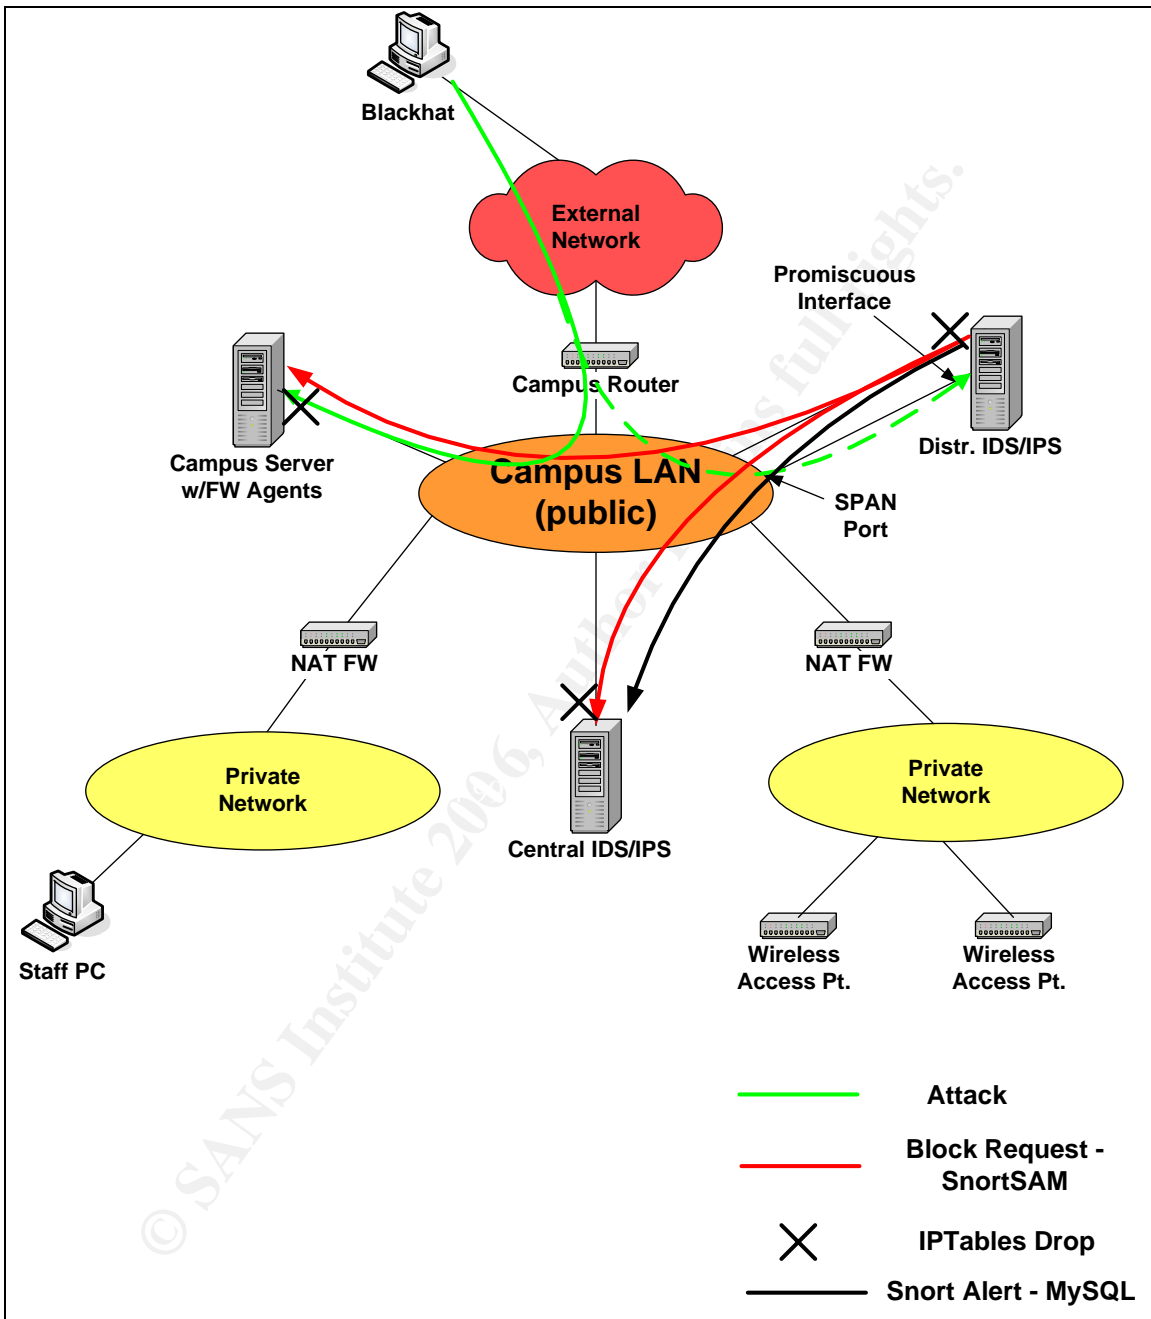 Blackhat
External
Network
Promiscuous
Interface
Campus Router
Distr. IDS/IPS
Campus Server
w/FW Agents
Campus LAN
(public)
SPAN
Port
NAT FW
NAT FW
Private
Network
Private
Network
Central IDS/IPS
Staff PC
Wireless
Access Pt.
Wireless
Access Pt.
Attack
Block Request -
SnortSAM
IPTables Drop
Snort Alert - MySQL
© SANS Institute 2006, Author retains full rights.